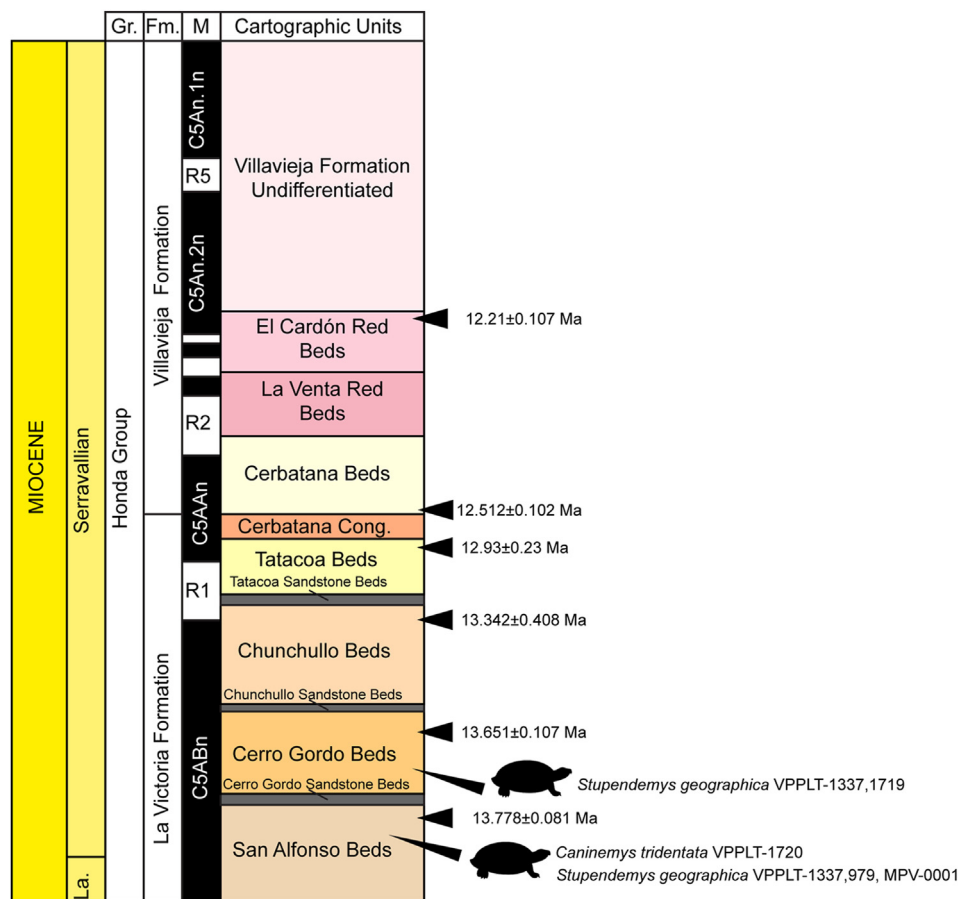 Gr. Fm. M Cartographic Units
MIOCENE
Serravallian
La.
Honda Group
Villavieja Formation
La Victoria Formation
C5An.1n
R5
C5An.2n
R2
C5AAn
R1
C5ABn
Villavieja Formation
Undifferentiated
12.21±0.107 Ma
El Cardón Red
Beds
La Venta Red
Beds
Cerbatana Beds
12.512±0.102 Ma
Cerbatana Cong.
12.93±0.23 Ma
Tatacoa Beds
Tatacoa Sandstone Beds
13.342±0.408 Ma
Chunchullo Beds
Chunchullo Sandstone Beds
13.651±0.107 Ma
Cerro Gordo Beds
Cerro Gordo Sandstone Beds
Stupendemys geographica VPPLT-1337,1719
13.778±0.081 Ma
San Alfonso Beds
Caninemys tridentata VPPLT-1720
Stupendemys geographica VPPLT-1337,979, MPV-0001